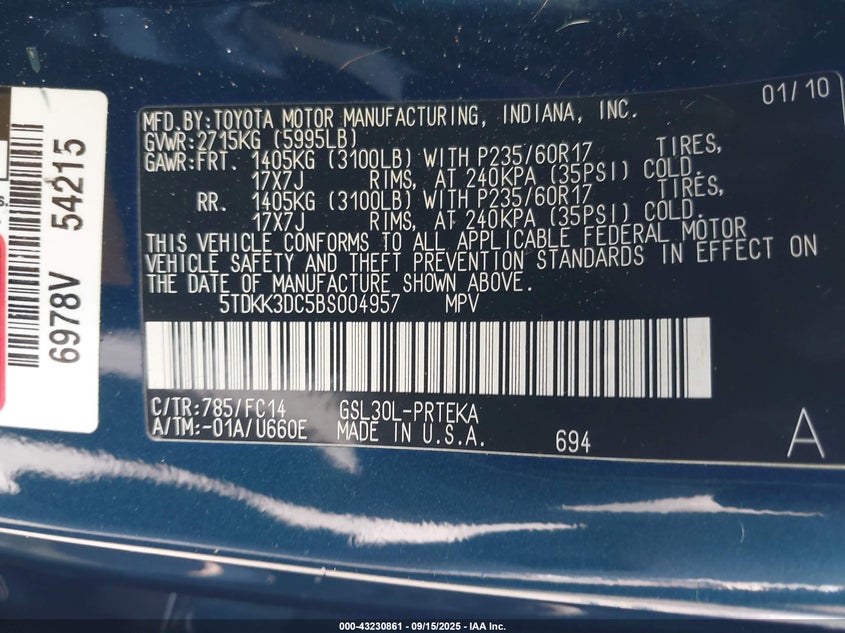 01/10
MFD.BY:TOYOTA MOTOR MANUFACTURING, INDIANA, INC.
GVWR:2715KG (5995LB)
GAWR:FRT. 1405KG (3100LB) WITH P235/60R17 TIRES,
17X7J RIMS, AT 240KPA (35PSI) COLD.
RR. 1405KG (3100LB) WITH P235/60R17 TIRES,
17X7J RIMS, AT 240KPA (35PSI) COLD.
THIS VEHICLE CONFORMS TO ALL APPLICABLE FEDERAL MOTOR
VEHICLE SAFETY AND THEFT PREVENTION STANDARDS IN EFFECT ON
THE DATE OF MANUFACTURE SHOWN ABOVE.
5TDKK3DC5BS004957 MPV
C/TR:785/FC14 GSL30L-PRTEKA
A/TM:-01A/U660E MADE IN U.S.A. 694 A
6978V 54215
000-43230861 - 09/15/2025 - IAA Inc.